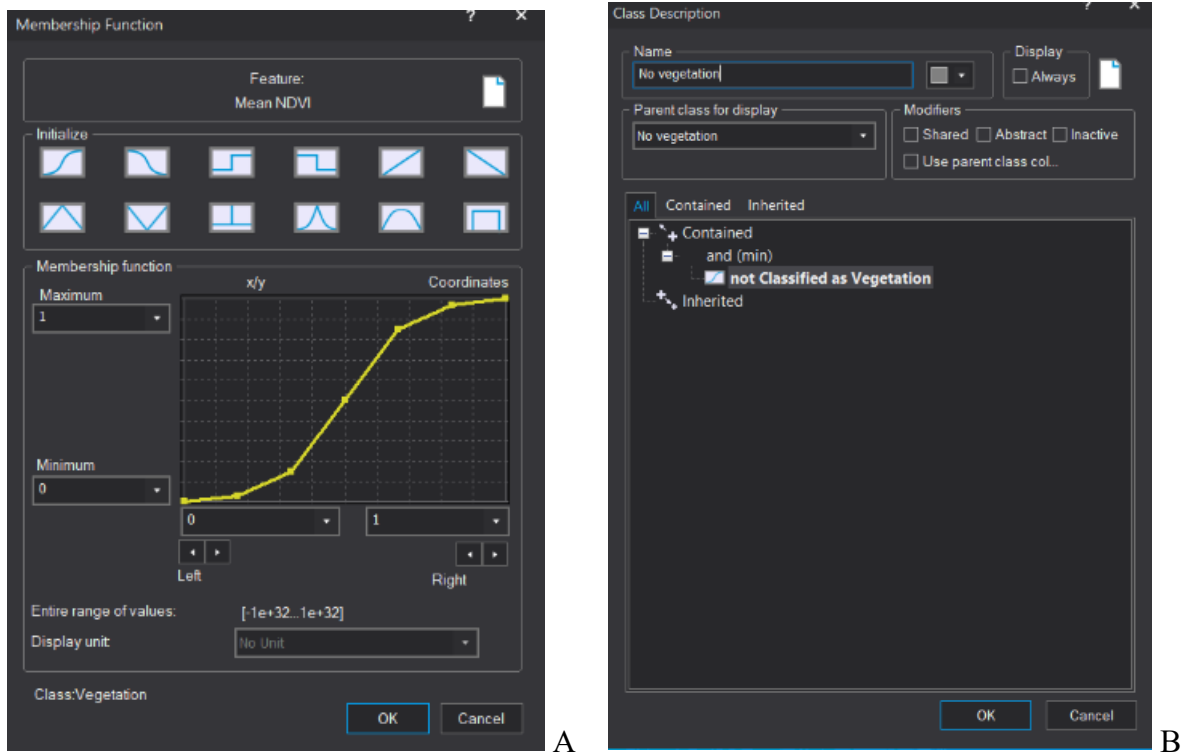 Membership Function
?
×
Feature:
Mean NDVI
Initialize
Membership function
x/y
Coordinates
Maximum
1
Minimum
0
0
1
Left
Right
Entire range of values:
[-1e+32...1e+32]
Display unit
No Unit
Class:Vegetation
OK
Cancel
A
Class Description
?
×
Name
No vegetation
Display
Always
Parent class for display
No vegetation
Modifiers
Shared
Abstract
Inactive
Use parent class col...
All
Contained
Inherited
Contained
and (min)
not Classified as Vegetation
Inherited
OK
Cancel
B